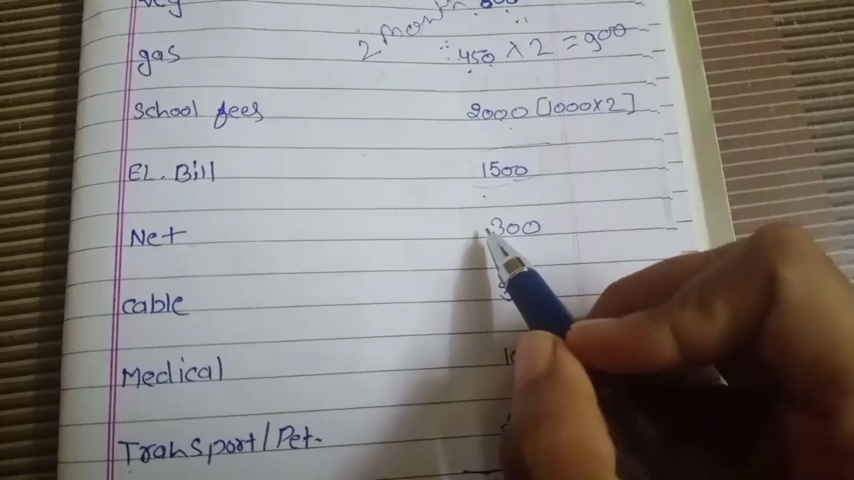 2 month
gas 450 x 2 = 900
School fees 2000 [1000x2]
EL. Bill 1500
Net 300
cable
Medical
Transport/Pet.